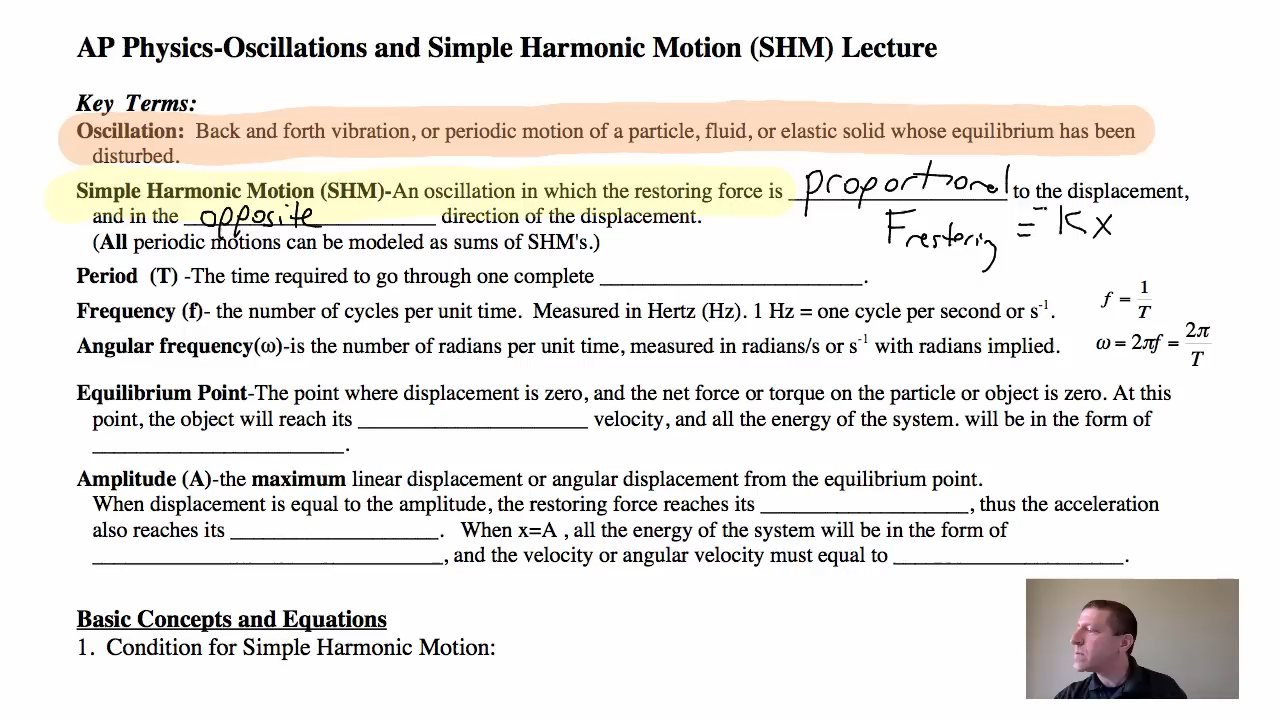 AP Physics-Oscillations and Simple Harmonic Motion (SHM) Lecture
Key Terms:
Oscillation: Back and forth vibration, or periodic motion of a particle, fluid, or elastic solid whose equilibrium has been
disturbed.
Simple Harmonic Motion (SHM)-An oscillation in which the restoring force is proportional to the displacement,
and in the opposite direction of the displacement.
Frestoring = -Kx
(All periodic motions can be modeled as sums of SHM's.)
Period (T) -The time required to go through one complete ________________________.
Frequency (f)- the number of cycles per unit time. Measured in Hertz (Hz). 1 Hz = one cycle per second or s⁻¹. f = 1/T
Angular frequency(ω)-is the number of radians per unit time, measured in radians/s or s⁻¹ with radians implied. ω = 2πf = 2π/T
Equilibrium Point-The point where displacement is zero, and the net force or torque on the particle or object is zero. At this
point, the object will reach its _____________________ velocity, and all the energy of the system. will be in the form of
_______________________.
Amplitude (A)-the maximum linear displacement or angular displacement from the equilibrium point.
When displacement is equal to the amplitude, the restoring force reaches its ___________________, thus the acceleration
also reaches its ___________________. When x=A , all the energy of the system will be in the form of
________________________________, and the velocity or angular velocity must equal to _____________________.
Basic Concepts and Equations
1. Condition for Simple Harmonic Motion: